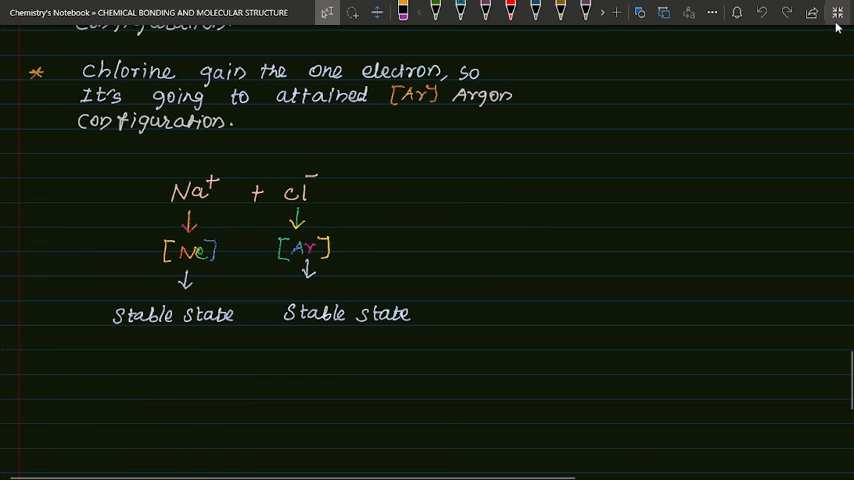 Chemistry's Notebook » CHEMICAL BONDING AND MOLECULAR STRUCTURE
Configuration.
* Chlorine gain the one electron, so
It's going to attained [Ar] Argon
Configuration.
Na⁺ + Cl⁻
↓ ↓
[Ne] [Ar]
↓ ↓
Stable state Stable state